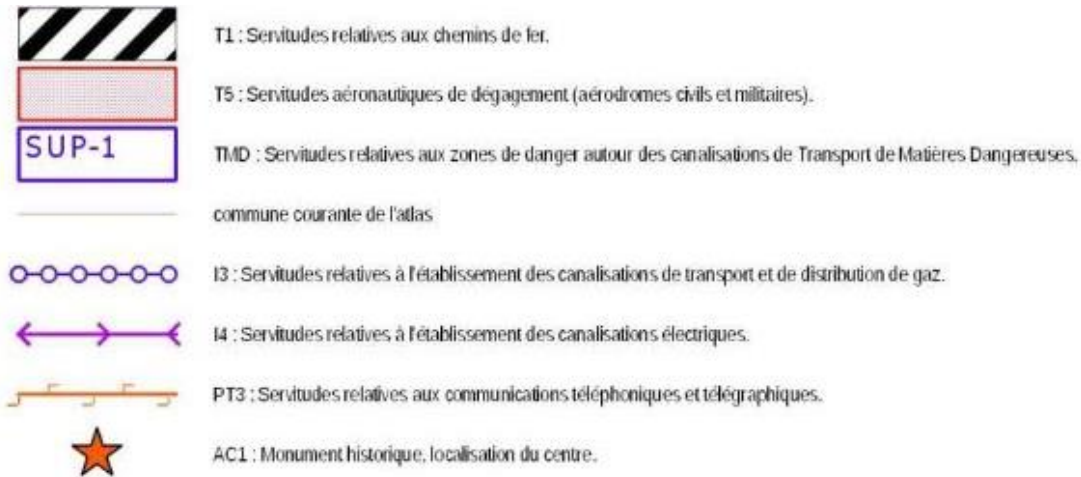 T1 : Servitudes relatives aux chemins de fer.
T5 : Servitudes aéronautiques de dégagement (aérodromes civils et militaires).
SUP-1
TMD : Servitudes relatives aux zones de danger autour des canalisations de Transport de Matières Dangereuses.
commune courante de l'atlas
I3 : Servitudes relatives à l'établissement des canalisations de transport et de distribution de gaz.
I4 : Servitudes relatives à l'établissement des canalisations électriques.
PT3 : Servitudes relatives aux communications téléphoniques et télégraphiques.
AC1 : Monument historique, localisation du centre.